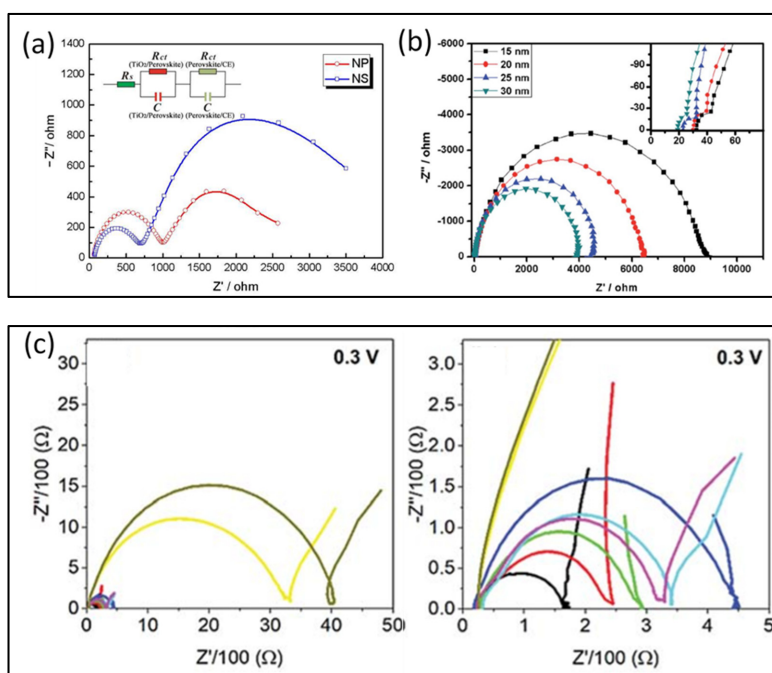 (a)
1400
1200
1000
800
600
400
200
0
-Z'' / ohm
Rs
Rct
(TiO2/Perovskite)
C
(TiO2/Perovskite)
Rct
(Perovskite/CE)
C
(Perovskite/CE)
NP
NS
0 500 1000 1500 2000 2500 3000 3500 4000
Z' / ohm
(b)
-6000
-5000
-4000
-3000
-2000
-1000
0
-Z'' / ohm
15 nm
20 nm
25 nm
30 nm
-90
-60
-30
0
20 40 60
0 2000 4000 6000 8000 10000
Z' / ohm
(c)
0.3 V
30
25
20
15
10
5
0
-Z''/100 (Ω)
0 10 20 30 40 50
Z'/100 (Ω)
0.3 V
3.0
2.5
2.0
1.5
1.0
0.5
0.0
-Z''/100 (Ω)
0 1 2 3 4 5
Z'/100 (Ω)